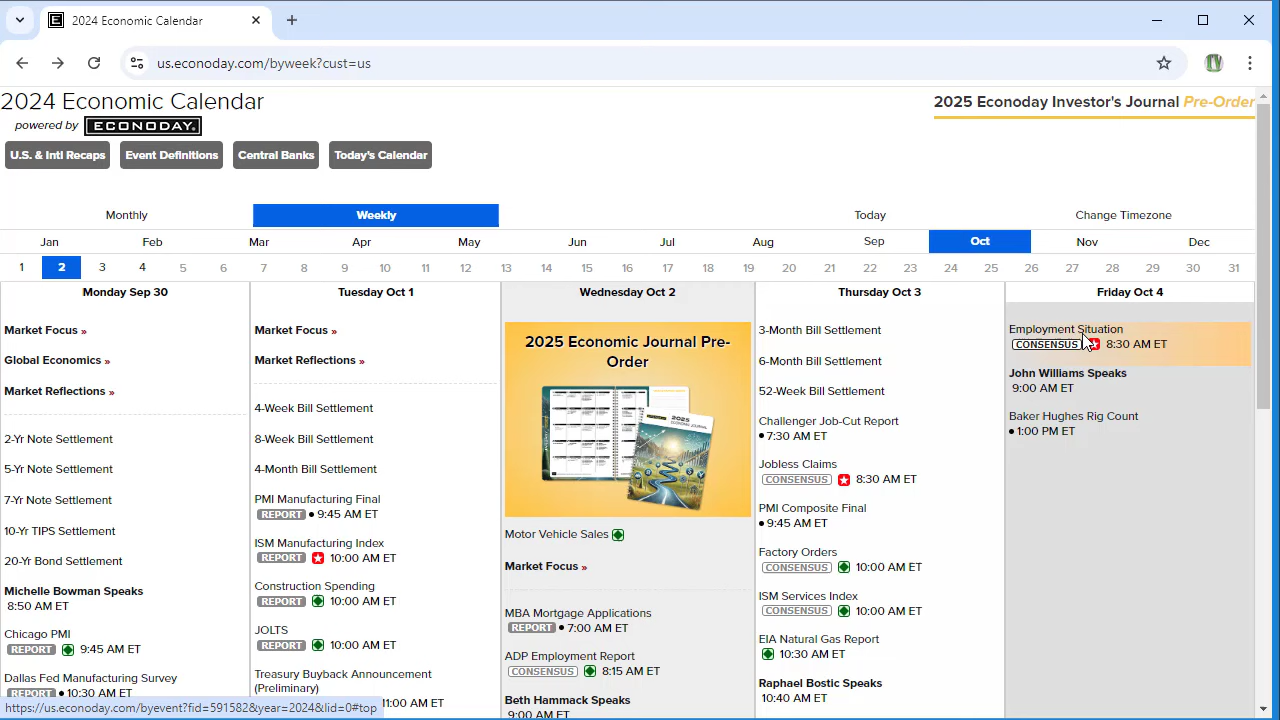 2024 Economic Calendar
us.econoday.com/byweek?cust=us
2024 Economic Calendar
2025 Econoday Investor's Journal Pre-Order
powered by ECONODAY.
U.S. & Intl Recaps
Event Definitions
Central Banks
Today's Calendar
Monthly
Weekly
Today
Change Timezone
Jan Feb Mar Apr May Jun Jul Aug Sep Oct Nov Dec
1 2 3 4 5 6 7 8 9 10 11 12 13 14 15 16 17 18 19 20 21 22 23 24 25 26 27 28 29 30 31
Monday Sep 30
Market Focus »
Global Economics »
Market Reflections »
2-Yr Note Settlement
5-Yr Note Settlement
7-Yr Note Settlement
10-Yr TIPS Settlement
20-Yr Bond Settlement
Michelle Bowman Speaks
8:50 AM ET
Chicago PMI
REPORT 9:45 AM ET
Dallas Fed Manufacturing Survey
REPORT 10:30 AM ET
Tuesday Oct 1
Market Focus »
Market Reflections »
4-Week Bill Settlement
8-Week Bill Settlement
4-Month Bill Settlement
PMI Manufacturing Final
REPORT 9:45 AM ET
ISM Manufacturing Index
REPORT 10:00 AM ET
Construction Spending
REPORT 10:00 AM ET
JOLTS
REPORT 10:00 AM ET
Treasury Buyback Announcement
(Preliminary)
11:00 AM ET
Wednesday Oct 2
2025 Economic Journal Pre-
Order
2025
ECONOMIC JOURNAL
Motor Vehicle Sales
Market Focus »
MBA Mortgage Applications
REPORT 7:00 AM ET
ADP Employment Report
CONSENSUS 8:15 AM ET
Beth Hammack Speaks
9:00 AM ET
Thursday Oct 3
3-Month Bill Settlement
6-Month Bill Settlement
52-Week Bill Settlement
Challenger Job-Cut Report
7:30 AM ET
Jobless Claims
CONSENSUS 8:30 AM ET
PMI Composite Final
9:45 AM ET
Factory Orders
CONSENSUS 10:00 AM ET
ISM Services Index
CONSENSUS 10:00 AM ET
EIA Natural Gas Report
10:30 AM ET
Raphael Bostic Speaks
10:40 AM ET
Friday Oct 4
Employment Situation
CONSENSUS 8:30 AM ET
John Williams Speaks
9:00 AM ET
Baker Hughes Rig Count
1:00 PM ET
https://us.econoday.com/byevent?fid=591582&year=2024&lid=0#top